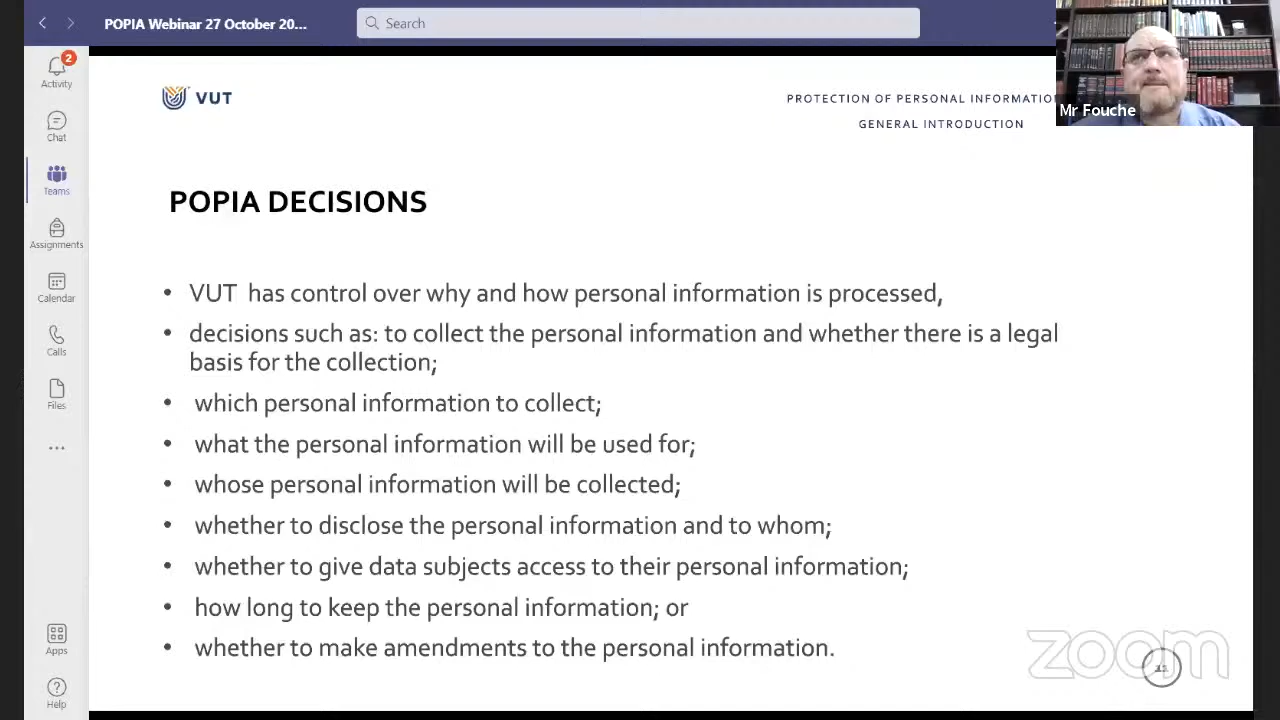 POPIA Webinar 27 October 20...
Search
2
Activity
Chat
Teams
Assignments
Calendar
Calls
Files
...
Apps
Help
VUT
PROTECTION OF PERSONAL INFORMATION
GENERAL INTRODUCTION
Mr Fouche
POPIA DECISIONS
• VUT has control over why and how personal information is processed,
• decisions such as: to collect the personal information and whether there is a legal
basis for the collection;
• which personal information to collect;
• what the personal information will be used for;
• whose personal information will be collected;
• whether to disclose the personal information and to whom;
• whether to give data subjects access to their personal information;
• how long to keep the personal information; or
• whether to make amendments to the personal information.
zoom